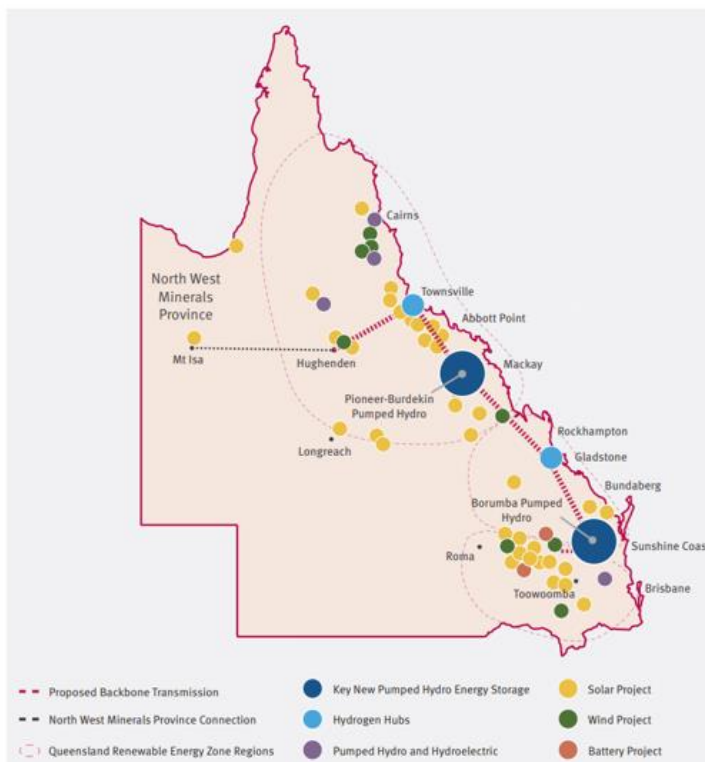 Cairns
North West
Minerals
Province
Townsville
Abbott Point
Mt Isa
Hughenden
Mackay
Pioneer-Burdekin
Pumped Hydro
Longreach
Rockhampton
Gladstone
Bundaberg
Borumba Pumped
Hydro
Sunshine Coast
Roma
Toowoomba
Brisbane
Proposed Backbone Transmission
North West Minerals Province Connection
Queensland Renewable Energy Zone Regions
Key New Pumped Hydro Energy Storage
Hydrogen Hubs
Pumped Hydro and Hydroelectric
Solar Project
Wind Project
Battery Project